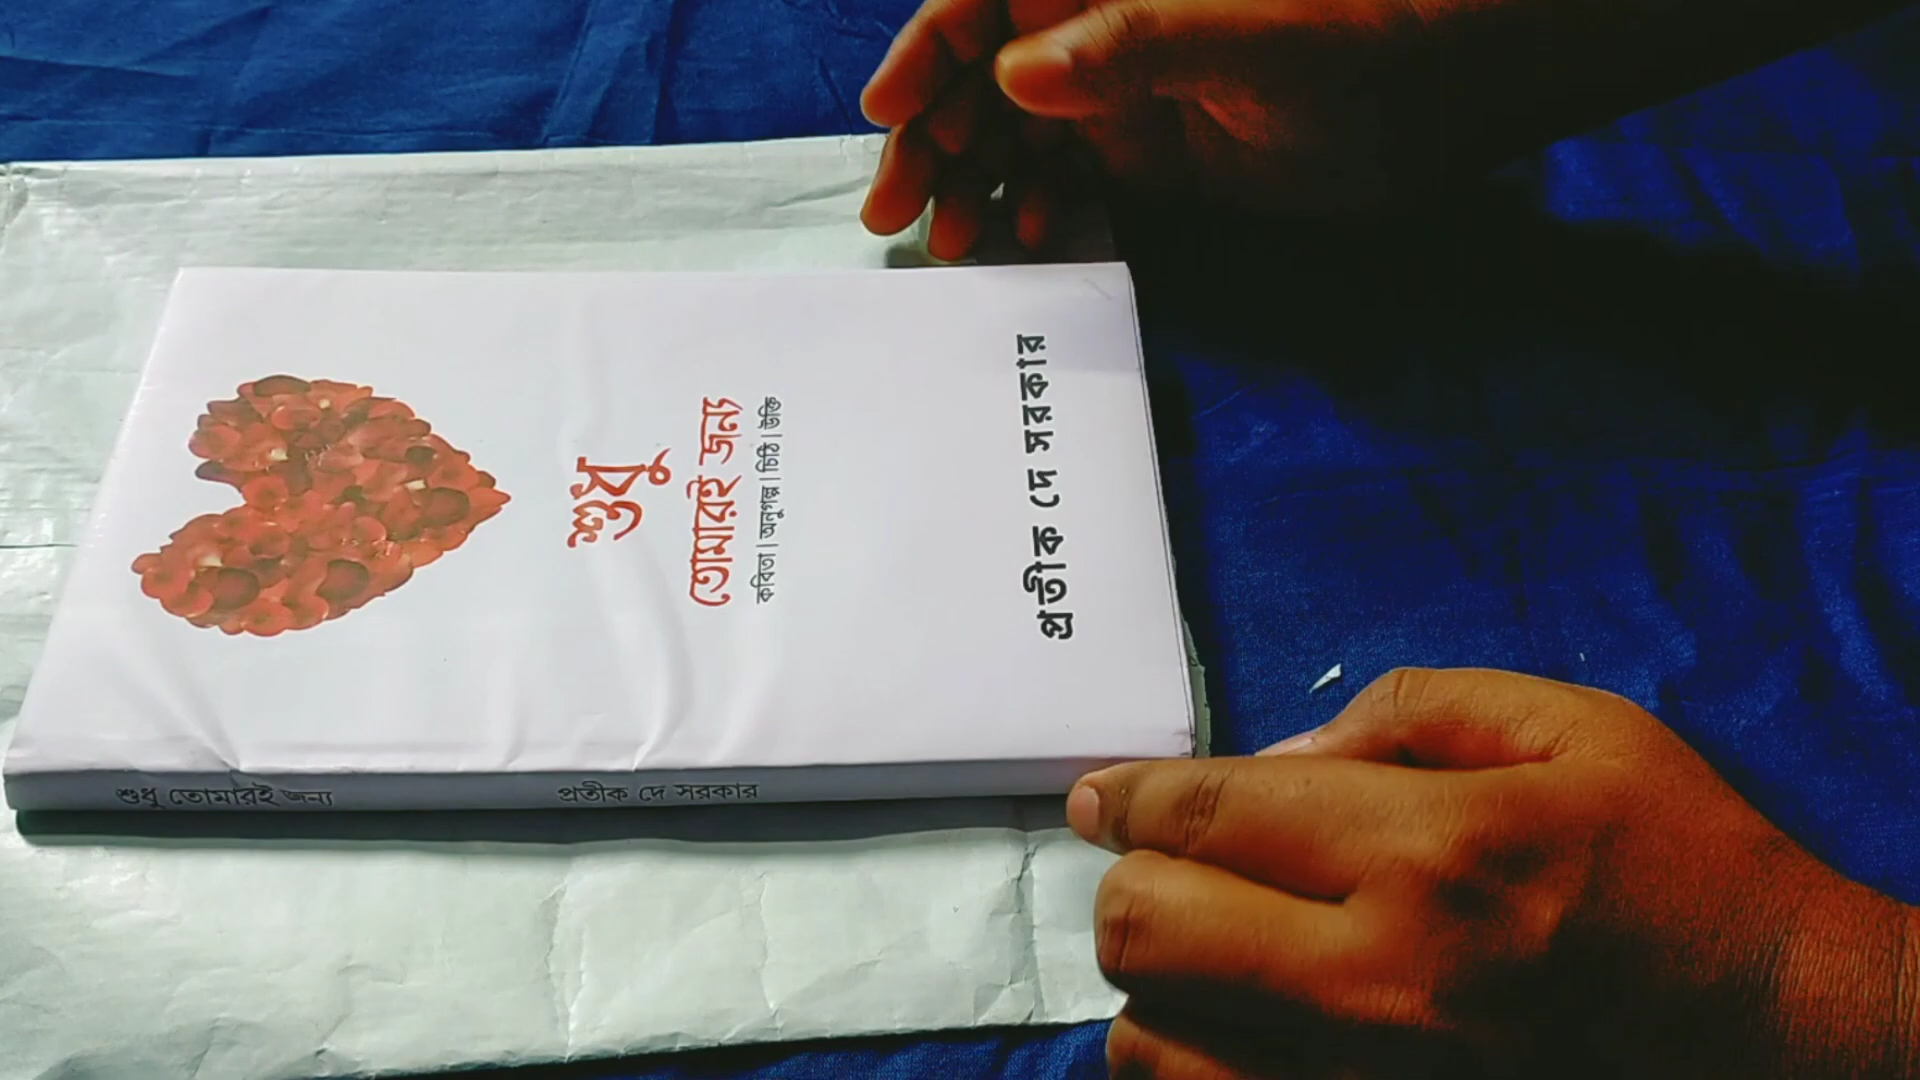 শুধু
তোমারই জন্য
কবিতা | অনুগল্প | চিঠি | উক্তি
প্রতীক দে সরকার
শুধু তোমারই জন্য
প্রতীক দে সরকার